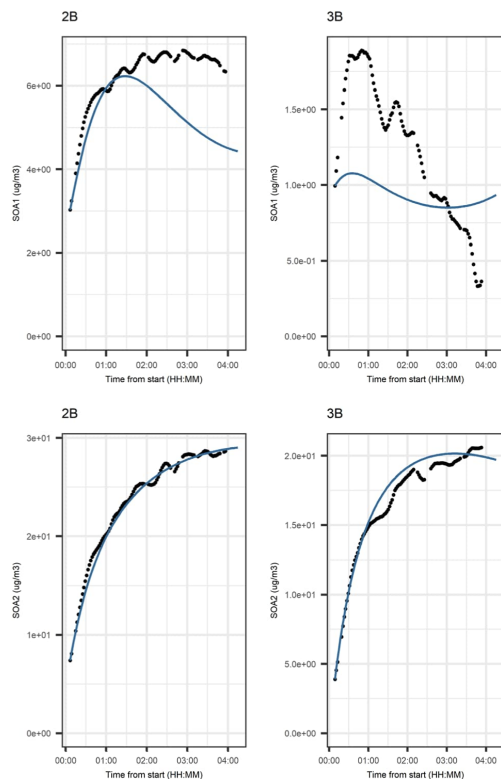 2B
SOA1 (ug/m3)
6e+00
4e+00
2e+00
0e+00
00:00 01:00 02:00 03:00 04:00
Time from start (HH:MM)
3B
SOA1 (ug/m3)
1.5e+00
1.0e+00
5.0e-01
0.0e+00
00:00 01:00 02:00 03:00 04:00
Time from start (HH:MM)
2B
SOA2 (ug/m3)
3e+01
2e+01
1e+01
0e+00
00:00 01:00 02:00 03:00 04:00
Time from start (HH:MM)
3B
SOA2 (ug/m3)
2.0e+01
1.5e+01
1.0e+01
5.0e+00
0.0e+00
00:00 01:00 02:00 03:00 04:00
Time from start (HH:MM)